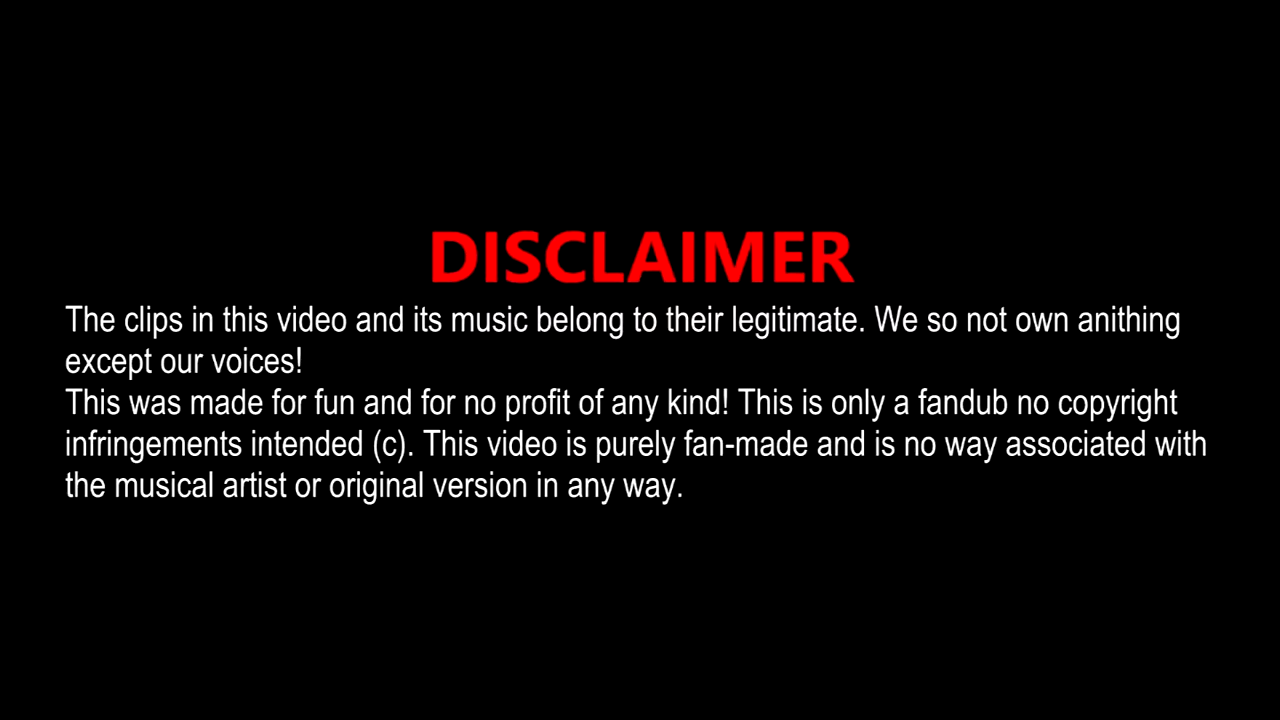 DISCLAIMER
The clips in this video and its music belong to their legitimate. We so not own anithing
except our voices!
This was made for fun and for no profit of any kind! This is only a fandub no copyright
infringements intended (c). This video is purely fan-made and is no way associated with
the musical artist or original version in any way.